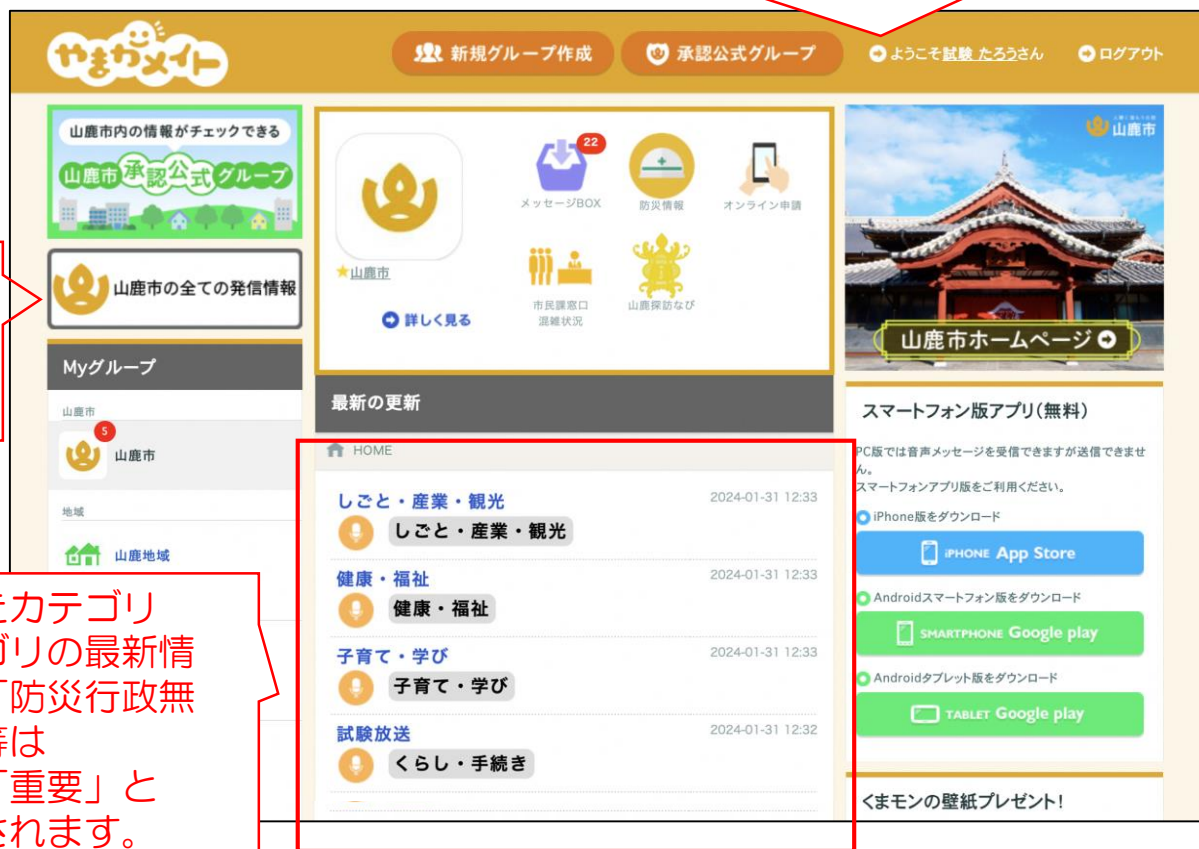 やまがメイト
新規グループ作成
承認公式グループ
ようこそ試験 たろうさん
ログアウト
山鹿市内の情報がチェックできる
山鹿市承認公式グループ
山鹿市の全ての発信情報
Myグループ
山鹿市
5
山鹿市
地域
山鹿地域
★山鹿市
詳しく見る
22
メッセージBOX
防災情報
オンライン申請
市民課窓口
混雑状況
山鹿探訪なび
最新の更新
HOME
しごと・産業・観光
2024-01-31 12:33
しごと・産業・観光
健康・福祉
2024-01-31 12:33
健康・福祉
子育て・学び
2024-01-31 12:33
子育て・学び
試験放送
2024-01-31 12:32
くらし・手続き
山鹿市
山鹿市ホームページ
スマートフォン版アプリ(無料)
PC版では音声メッセージを受信できますが送信できませ
ん。
スマートフォンアプリ版をご利用ください。
iPhone版をダウンロード
iPHONE App Store
Androidスマートフォン版をダウンロード
SMARTPHONE Google play
Androidタブレット版をダウンロード
TABLET Google play
くまモンの壁紙プレゼント!
たカテゴリ
ゴリの最新情
「防災行政無
等は
「重要」と
されます。